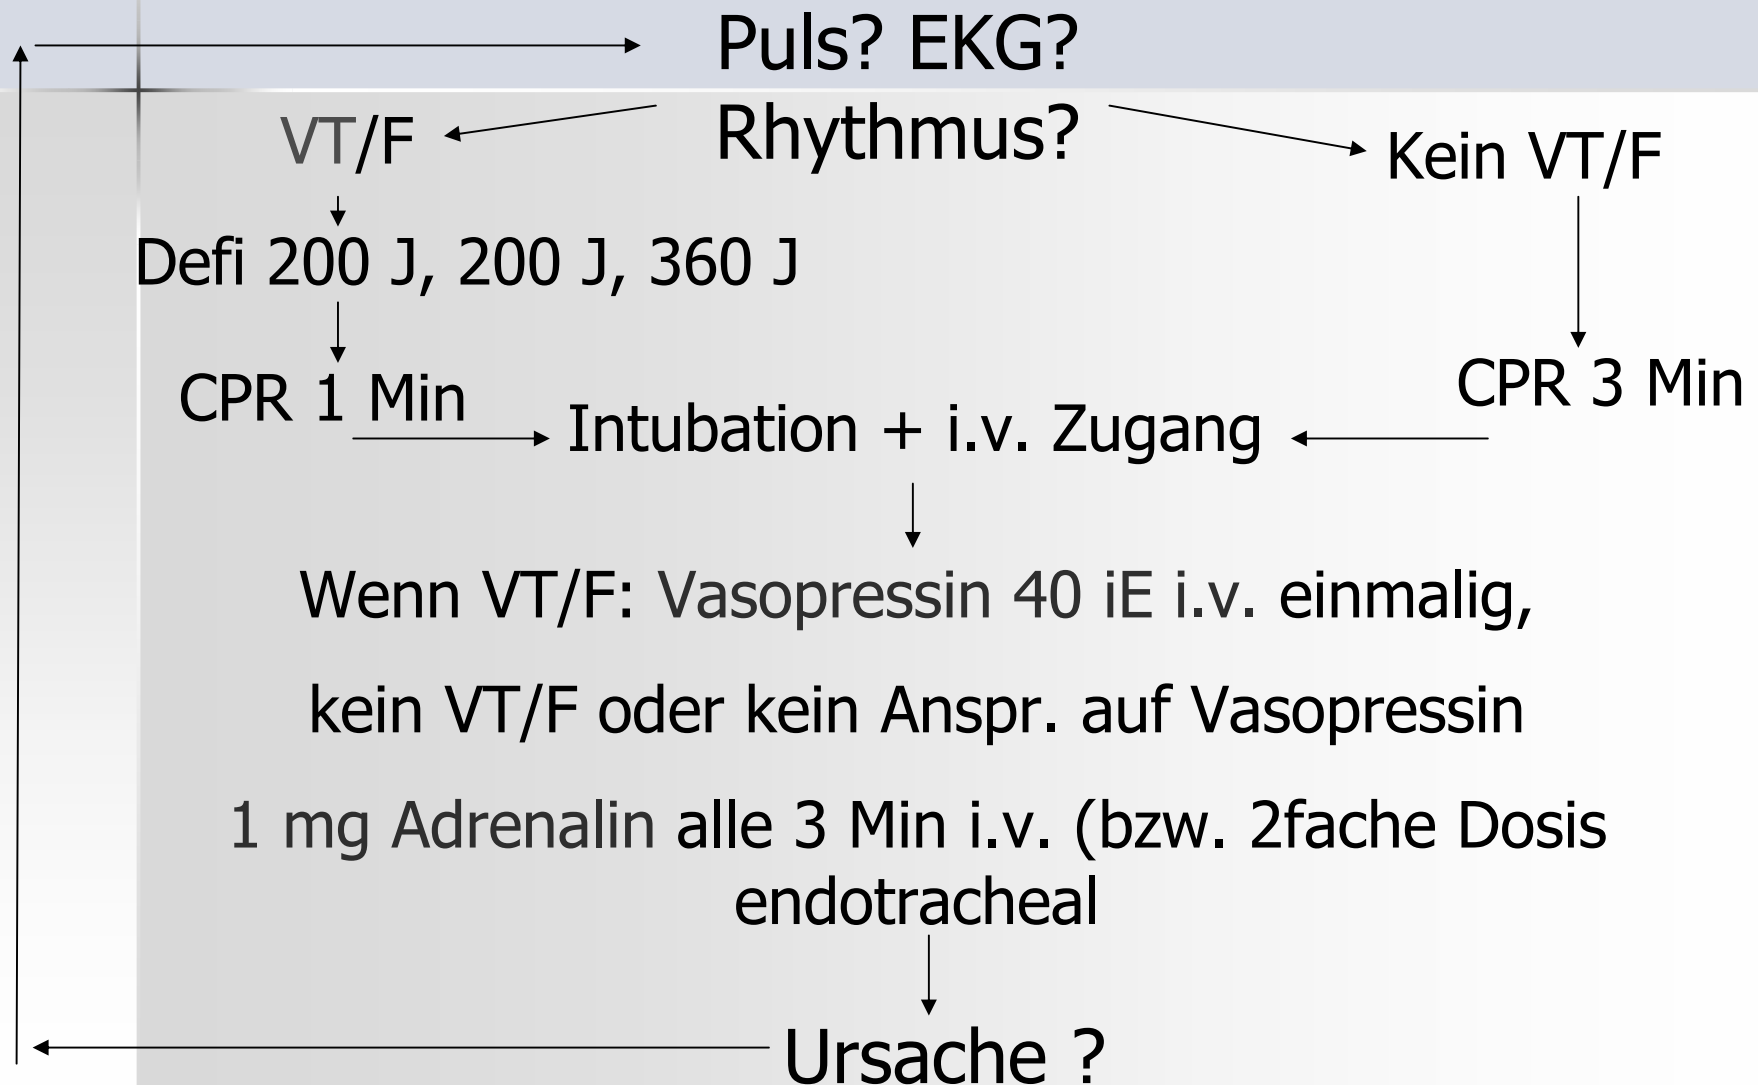 Puls? EKG?
Rhythmus?
VT/F
Kein VT/F
Defi 200 J, 200 J, 360 J
CPR 1 Min
CPR 3 Min
Intubation + i.v. Zugang
Wenn VT/F: Vasopressin 40 iE i.v. einmalig,
kein VT/F oder kein Anspr. auf Vasopressin
1 mg Adrenalin alle 3 Min i.v. (bzw. 2fache Dosis
endotracheal
Ursache ?